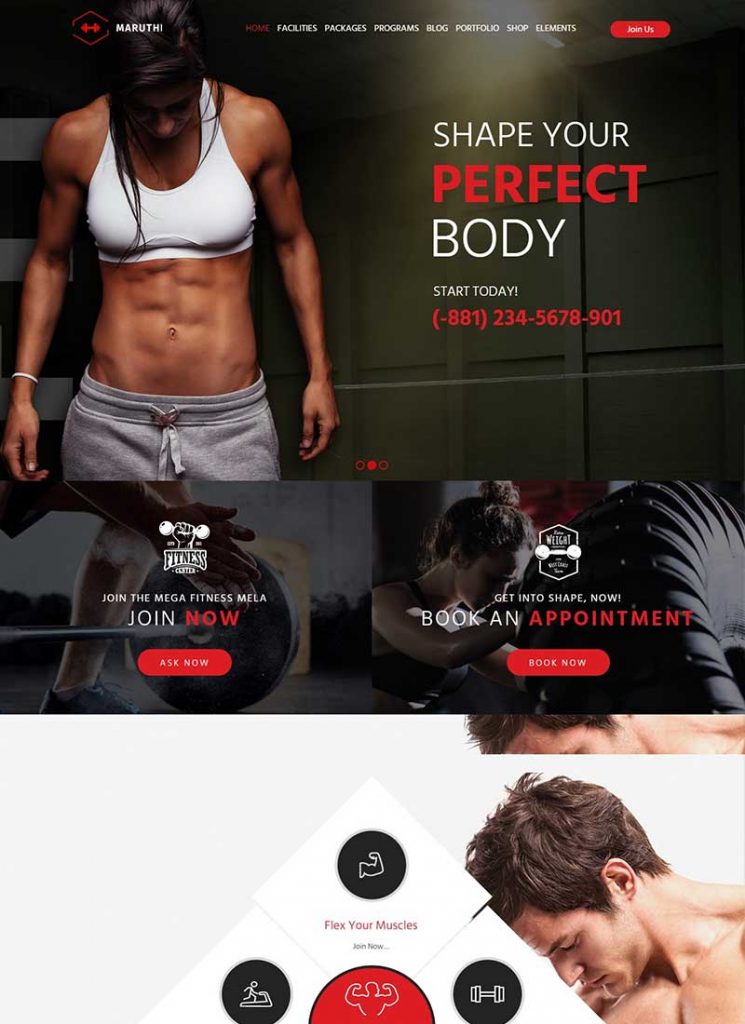 MARUTHI
HOME FACILITIES PACKAGES PROGRAMS BLOG PORTFOLIO SHOP ELEMENTS
Join Us
SHAPE YOUR
PERFECT
BODY
START TODAY!
(-881) 234-5678-901
FITNESS
CENTER
JOIN THE MEGA FITNESS MELA
JOIN NOW
ASK NOW
WEIGHT
WEST COAST
GET INTO SHAPE, NOW!
BOOK AN APPOINTMENT
BOOK NOW
Flex Your Muscles
Join Now...